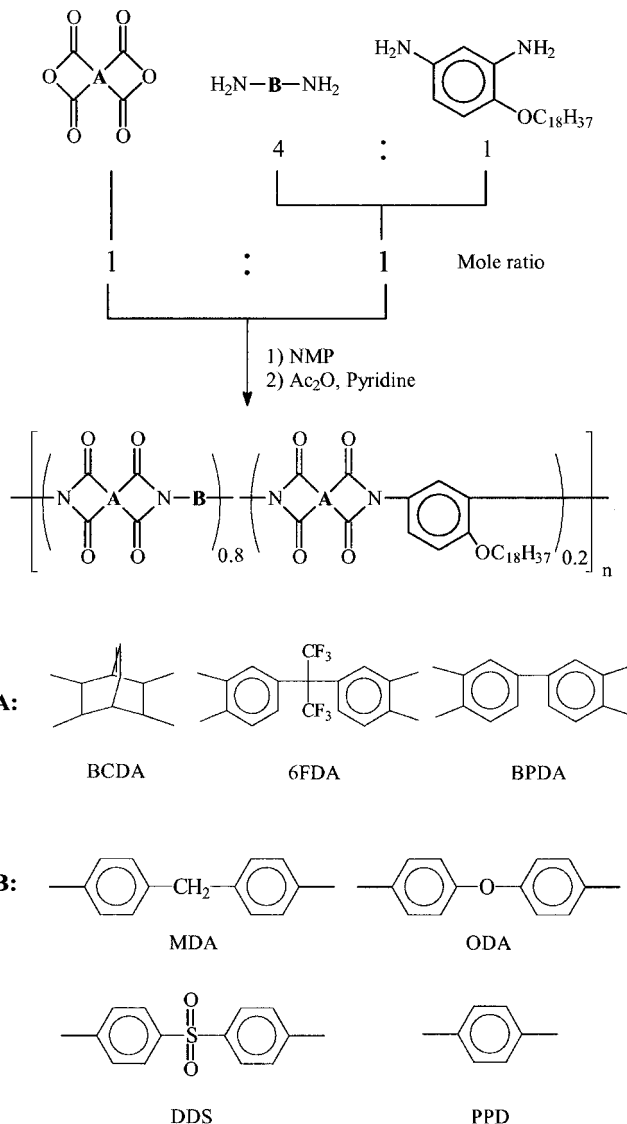 O O O O
O A O
O O
H₂N–B–NH₂
H₂N NH₂
OC₁₈H₃₇
4 : 1
1 : 1 Mole ratio
1) NMP
2) Ac₂O, Pyridine
O O O O
N A N–B N A N
O O O O OC₁₈H₃₇
0.8 0.2 n
CF₃
CF₃
A:
BCDA 6FDA BPDA
B:
CH₂ O
MDA ODA
O
S
O
DDS PPD